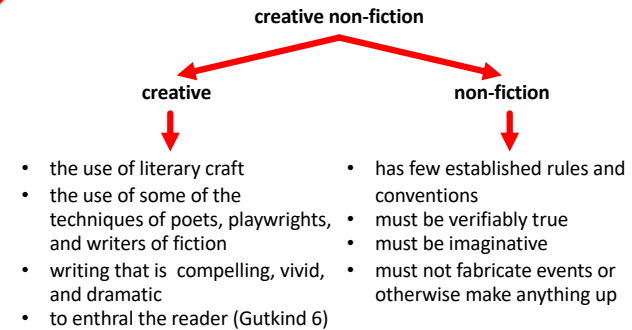 creative non-fiction
creative
non-fiction
• the use of literary craft
• the use of some of the
techniques of poets, playwrights,
and writers of fiction
• writing that is  compelling, vivid,
and dramatic
• to enthral the reader (Gutkind 6)
• has few established rules and
conventions
• must be verifiably true
• must be imaginative
• must not fabricate events or
otherwise make anything up